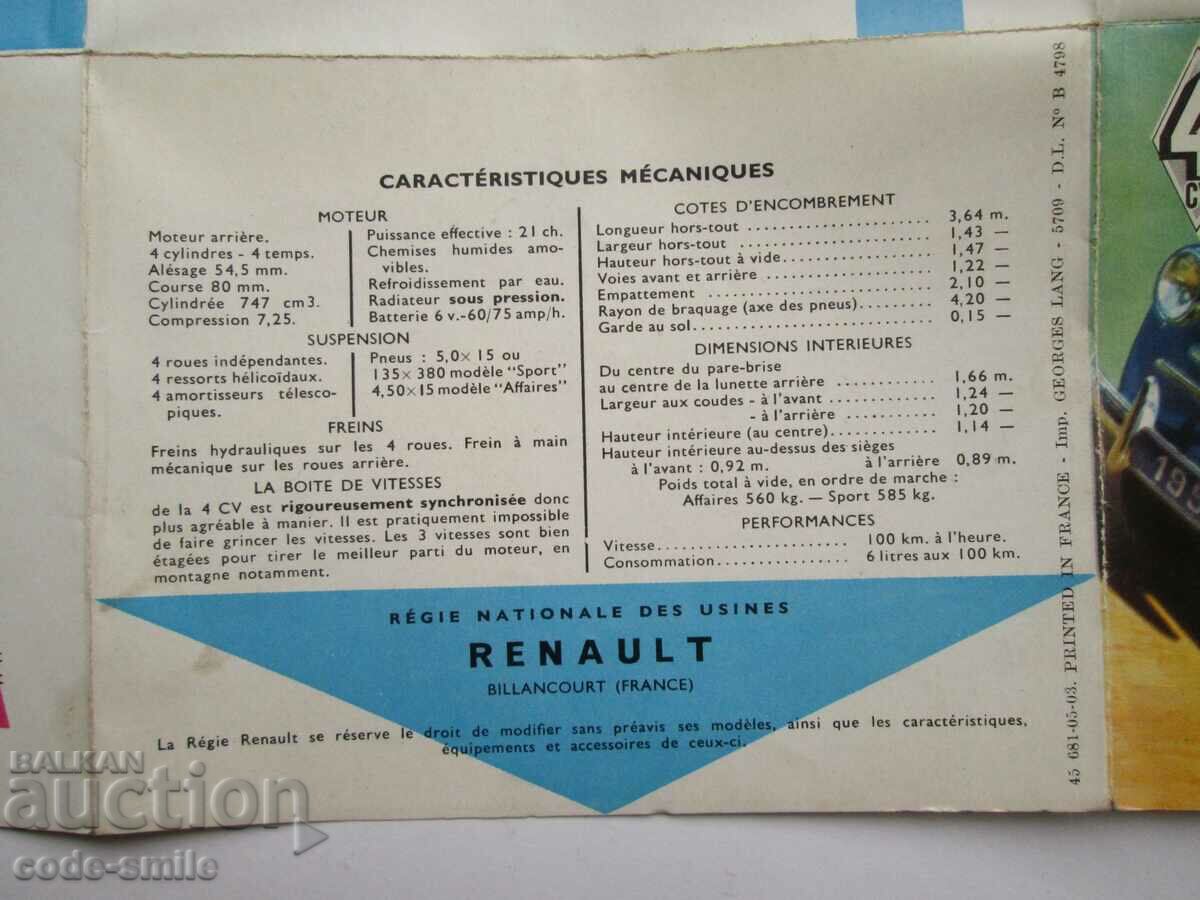 CARACTÉRISTIQUES MÉCANIQUES
MOTEUR
Moteur arrière.
4 cylindres - 4 temps.
Alésage 54,5 mm.
Course 80 mm.
Cylindrée 747 cm3.
Compression 7,25.
Puissance effective : 21 ch.
Chemises humides amo-
vibles.
Refroidissement par eau.
Radiateur sous pression.
Batterie 6 v.-60/75 amp/h.
SUSPENSION
4 roues indépendantes.
4 ressorts hélicoïdaux.
4 amortisseurs télesco-
piques.
Pneus : 5,0× 15 ou
135× 380 modèle "Sport"
4,50×15 modèle "Affaires"
FREINS
Freins hydrauliques sur les 4 roues. Frein à main
mécanique sur les roues arrière.
LA BOITE DE VITESSES
de la 4 CV est rigoureusement synchronisée donc
plus agréable à manier. Il est pratiquement impossible
de faire grincer les vitesses. Les 3 vitesses sont bien
étagées pour tirer le meilleur parti du moteur, en
montagne notamment.
COTES D'ENCOMBREMENT
Longueur hors-tout ........ 3,64 m.
Largeur hors-tout ........ 1,43 —
Hauteur hors-tout à vide ........ 1,47 —
Voies avant et arrière ........ 1,22 —
Empattement ........ 2,10 —
Rayon de braquage (axe des pneus) ........ 4,20 —
Garde au sol ........ 0,15 —
DIMENSIONS INTERIEURES
Du centre du pare-brise
au centre de la lunette arrière ........ 1,66 m.
Largeur aux coudes - à l'avant ........ 1,24 —
- à l'arrière ........ 1,20 —
Hauteur intérieure (au centre) ........ 1,14 —
Hauteur intérieure au-dessus des sièges
à l'avant : 0,92 m. à l'arrière 0,89 m.
Poids total à vide, en ordre de marche :
Affaires 560 kg. — Sport 585 kg.
PERFORMANCES
Vitesse ........ 100 km. à l'heure.
Consommation ........ 6 litres aux 100 km.
RÉGIE NATIONALE DES USINES
RENAULT
BILLANCOURT (FRANCE)
La Régie Renault se réserve le droit de modifier sans préavis ses modèles, ainsi que les caractéristiques,
équipements et accessoires de ceux-ci.
45 681-05-03. PRINTED IN FRANCE - Imp. GEORGES LANG - 5709 - D.L. N° B 4798
4
CV
BALKAN
auction
code-smile